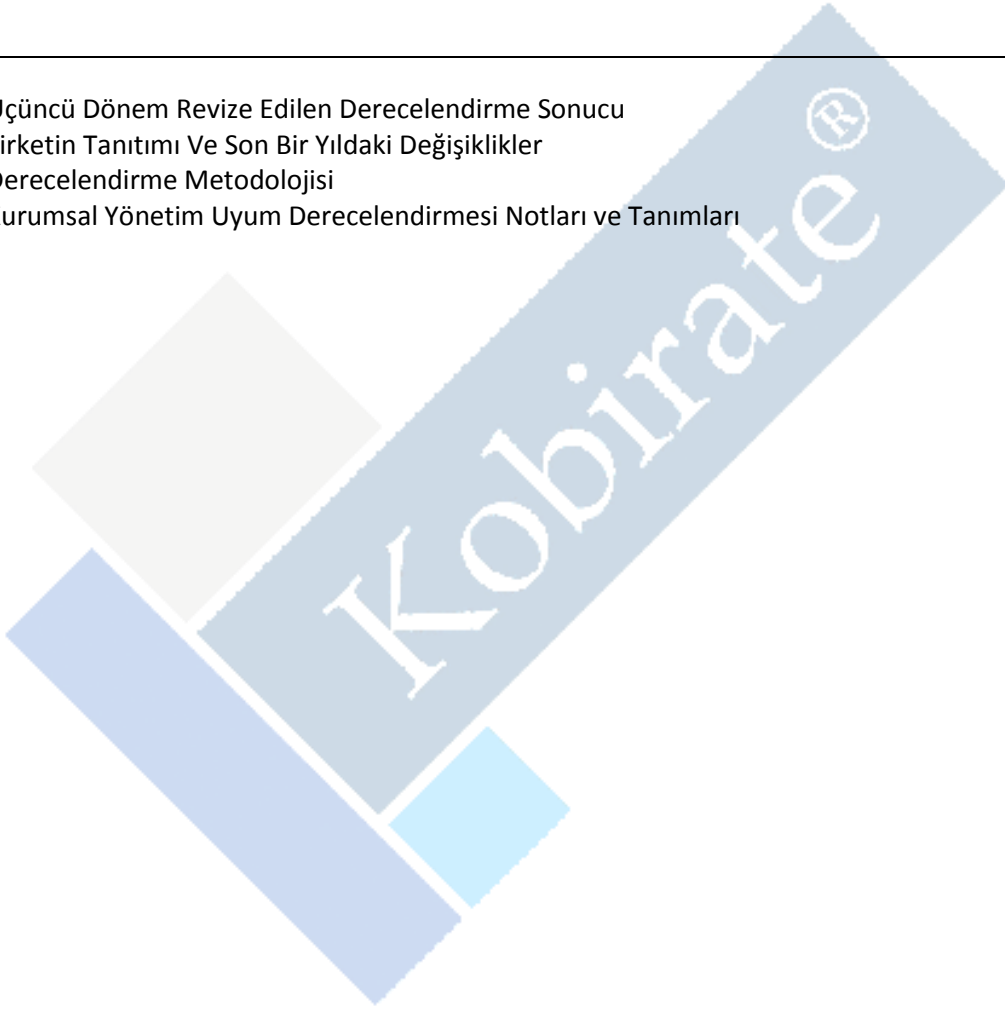 çüncü Dönem Revize Edilen Derecelendirme Sonucu
irketin Tanıtımı Ve Son Bir Yıldaki Değişiklikler
Derecelendirme Metodolojisi
urumsal Yönetim Uyum Derecelendirmesi Notları ve Tanımları
Kobirate ®